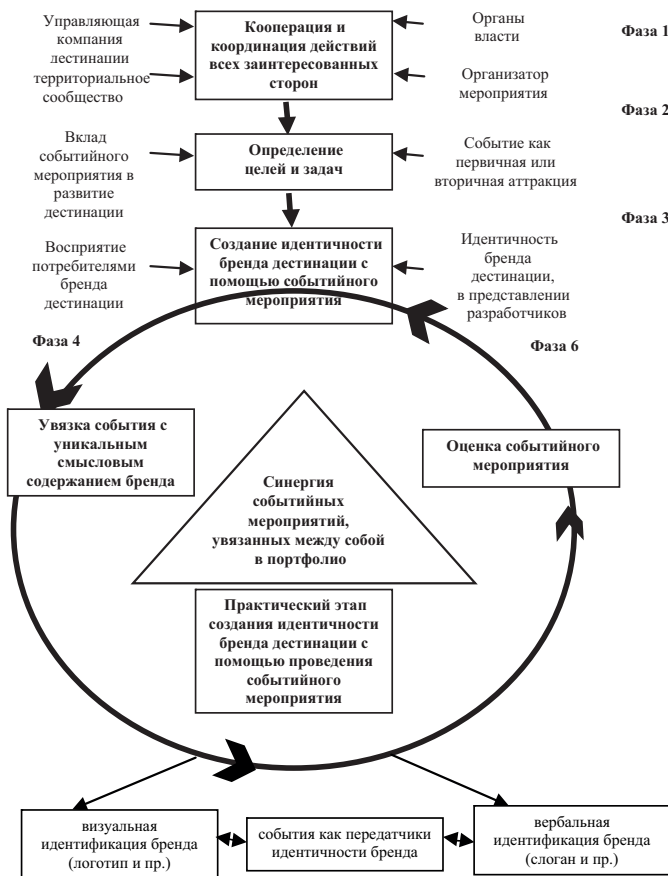 Управляющая
компания
дестинации
территориальное
сообщество
Кооперация и
координация действий
всех заинтересованных
сторон
Органы
власти
Организатор
мероприятия
Фаза 1
Фаза 2
Вклад
событийного
мероприятия в
развитие
дестинации
Определение
целей и задач
Событие как
первичная или
вторичная аттракция
Фаза 3
Восприятие
потребителями
бренда
дестинации
Создание идентичности
бренда дестинации с
помощью событийного
мероприятия
Идентичность
бренда
дестинации,
в представлении
разработчиков
Фаза 4
Фаза 6
Увязка события с
уникальным
смысловым
содержанием бренда
Оценка событийного
мероприятия
Синергия
событийных
мероприятий,
увязанных между собой
в портфолио
Практический этап
создания идентичности
бренда дестинации с
помощью проведения
событийного
мероприятия
визуальная
идентификация бренда
(логотип и пр.)
события как передатчики
идентичности бренда
вербальная
идентификация бренда
(слоган и пр.)